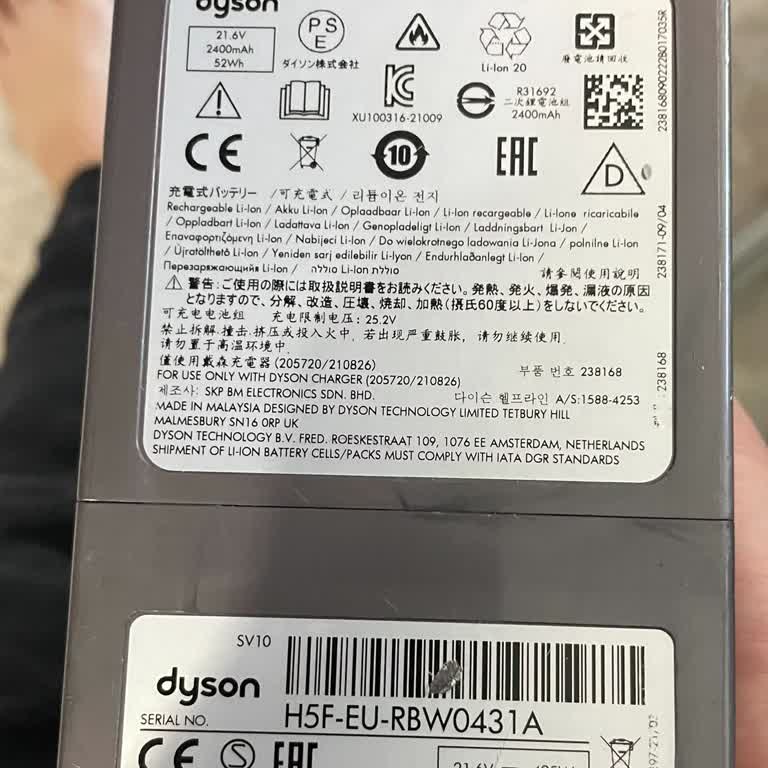 dyson
21.6V
2400mAh
52Wh
PS
E
ダイソン株式会社
Li-Ion 20
廢電池請回收
XU100316-21009
R31692
二次鋰電池組
2400mAh
CE
10
EAC
D
充電式バッテリー /可充電式 / 리튬이온 전지
Rechargeable Li-Ion / Akku Li-Ion / Oplaadbaar Li-Ion / Li-Ion recargeable / Li-Ione ricaricabile
/ Oppladbart Li-Ion / Ladattava Li-Ion / Genopladeligt Li-Ion / Laddningsbart Li-Ion /
Επαναφορτιζόμενη Li-Ion / Nabijecí Li-Ion / Do wielokrotnego ladowania Li-Jona / polnilne Li-Ion
/ Újratölthető Li-Ion / Yeniden sarj edilebilir Li-Iyon / Endurhlaðanlegt Li-Ion /
Перезаряжающийся Li-Ion / סוללה Li-Ion סוללת
請參閱使用說明
警告: ご使用の際には取扱説明書をお読みください。発熱、発火、爆発、漏液の原因
となりますので、分解、改造、圧壊、焼却、加熱(摂氏60度以上)をしないでください。
可充电电池组 充电限制电压: 25.2V
禁止拆解.撞击.挤压或投入火中. 若出现严重鼓胀, 请勿继续使用.
请勿置于高温环境中.
僅使用戴森充電器 (205720/210826)
FOR USE ONLY WITH DYSON CHARGER (205720/210826)
부품 번호 238168
제조사: SKP BM ELECTRONICS SDN. BHD.
다이슨 헬프라인 A/S:1588-4253
MADE IN MALAYSIA DESIGNED BY DYSON TECHNOLOGY LIMITED TETBURY HILL
MALMESBURY SN16 0RP UK
DYSON TECHNOLOGY B.V. FRED. ROESKESTRAAT 109, 1076 EE AMSTERDAM, NETHERLANDS
SHIPMENT OF LI-ION BATTERY CELLS/PACKS MUST COMPLY WITH IATA DGR STANDARDS
238168090222B017035R
238171-09/04
238168
SV10
dyson
SERIAL NO.
H5F-EU-RBW0431A
CE
S
EAC
21.6V